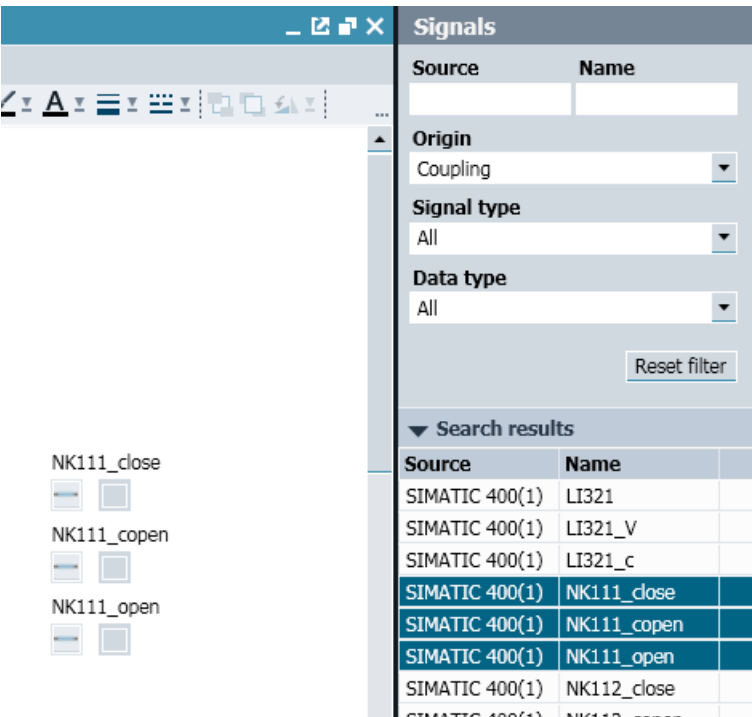 Signals
Source Name
Origin
Coupling
Signal type
All
Data type
All
Reset filter
Search results
Source Name
SIMATIC 400(1) LI321
SIMATIC 400(1) LI321_V
SIMATIC 400(1) LI321_c
SIMATIC 400(1) NK111_close
SIMATIC 400(1) NK111_copen
SIMATIC 400(1) NK111_open
SIMATIC 400(1) NK112_close
A
...
NK111_close
NK111_copen
NK111_open